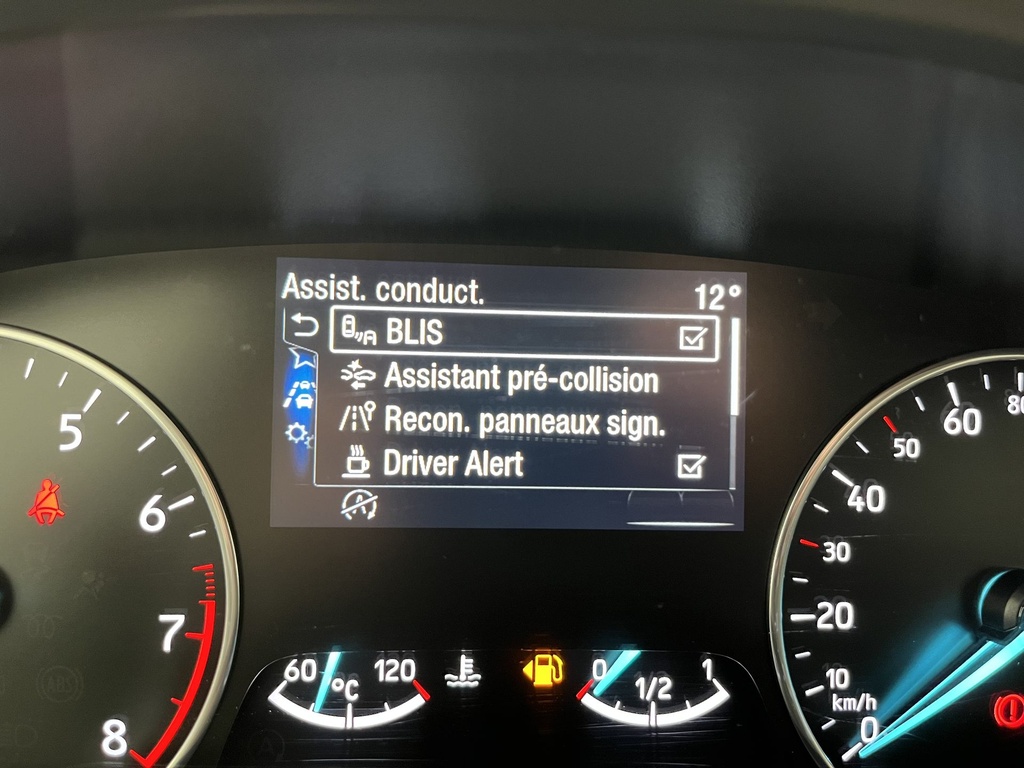 Assist. conduct. 12°
BLIS
Assistant pré-collision
Recon. panneaux sign.
Driver Alert
5
6
7
8
60 120
°C
0 1/2 1
80
60
50
40
30
20
10
km/h
0